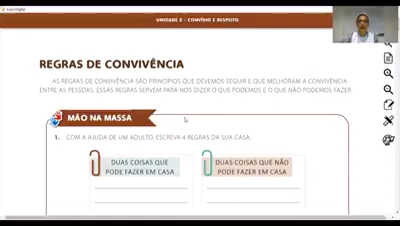 UNIDADE 2 - CONVÍVIO E RESPEITO
REGRAS DE CONVIVÊNCIA
AS REGRAS DE CONVIVÊNCIA SÃO PRINCÍPIOS QUE DEVEMOS SEGUIR E QUE MELHORAM A CONVIVÊNCIA
ENTRE AS PESSOAS. ESSAS REGRAS SERVEM PARA NOS DIZER O QUE PODEMOS E O QUE NÃO PODEMOS FAZER.
MÃO NA MASSA
1. COM A AJUDA DE UM ADULTO, ESCREVA 4 REGRAS DA SUA CASA.
DUAS COISAS QUE
PODE FAZER EM CASA
DUAS COISAS QUE NÃO
PODE FAZER EM CASA